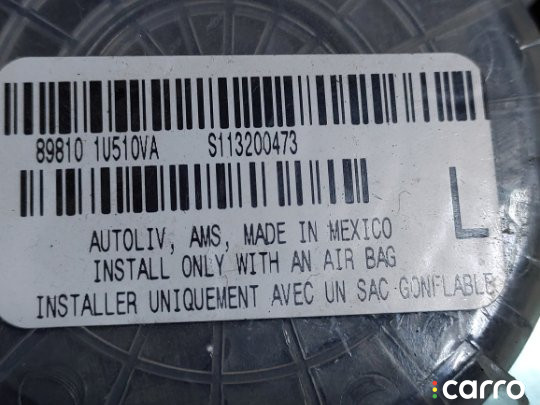 89810 1U510VA S113200473
L
AUTOLIV, AMS, MADE IN MEXICO
INSTALL ONLY WITH AN AIR BAG
INSTALLER UNIQUEMENT AVEC UN SAC GONFLABLE
carro